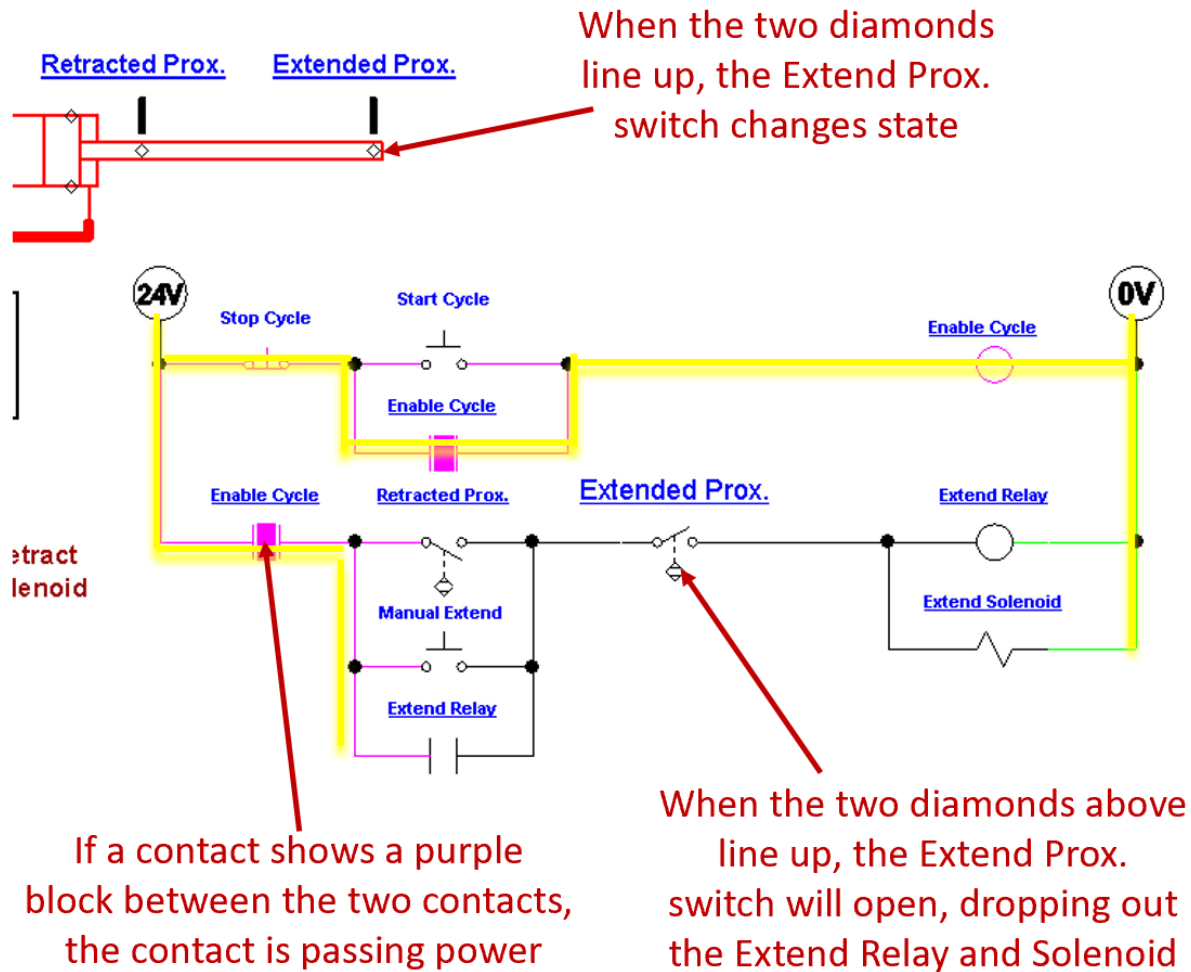 When the two diamonds
line up, the Extend Prox.
switch changes state
Retracted Prox. Extended Prox.
24V
0V
Stop Cycle
Start Cycle
Enable Cycle
Enable Cycle
Enable Cycle
Retracted Prox.
Extended Prox.
Extend Relay
etract
lenoid
Manual Extend
Extend Solenoid
Extend Relay
If a contact shows a purple
block between the two contacts,
the contact is passing power
When the two diamonds above
line up, the Extend Prox.
switch will open, dropping out
the Extend Relay and Solenoid